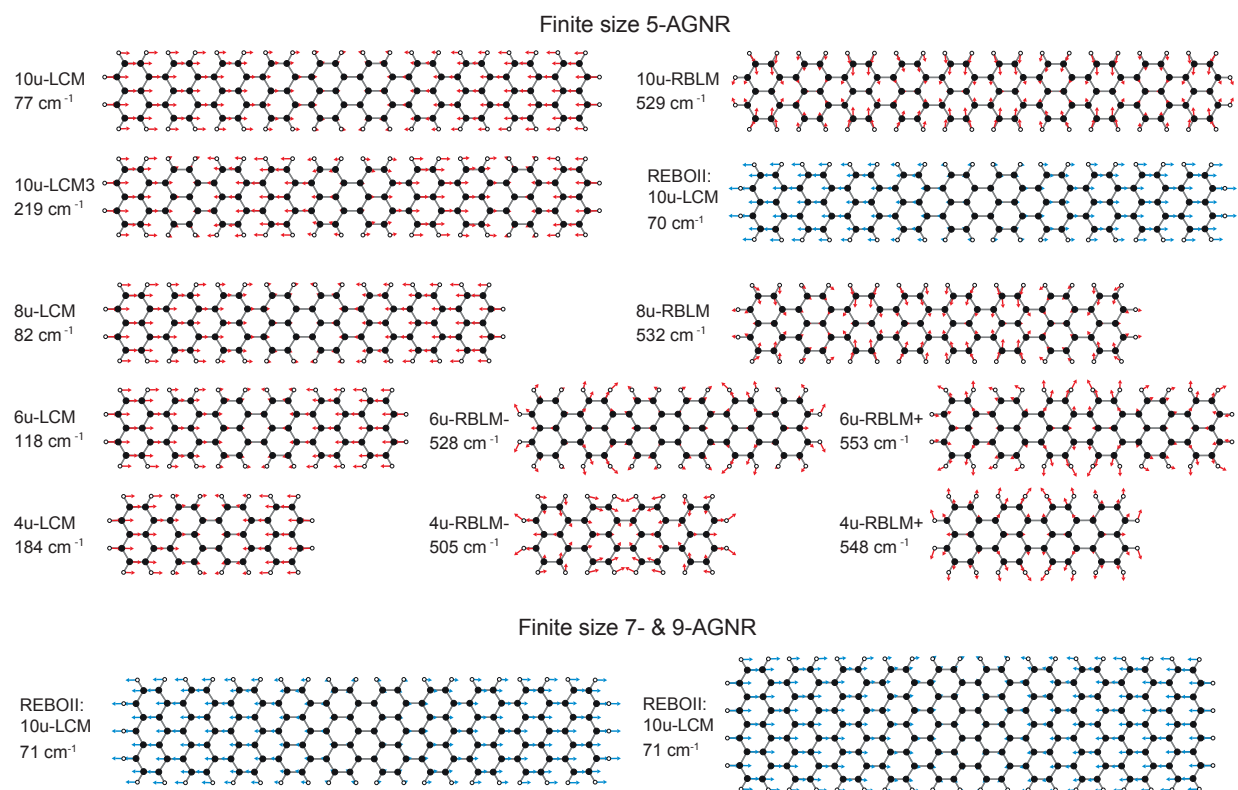 Finite size 5-AGNR
10u-LCM
77 cm⁻¹
10u-RBLM
529 cm⁻¹
10u-LCM3
219 cm⁻¹
REBOII:
10u-LCM
70 cm⁻¹
8u-LCM
82 cm⁻¹
8u-RBLM
532 cm⁻¹
6u-LCM
118 cm⁻¹
6u-RBLM-
528 cm⁻¹
6u-RBLM+
553 cm⁻¹
4u-LCM
184 cm⁻¹
4u-RBLM-
505 cm⁻¹
4u-RBLM+
548 cm⁻¹
Finite size 7- & 9-AGNR
REBOII:
10u-LCM
71 cm⁻¹
REBOII:
10u-LCM
71 cm⁻¹